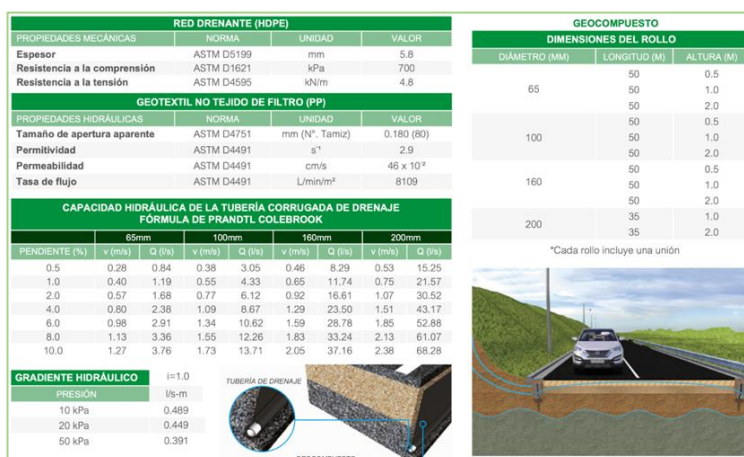 RED DRENANTE (HDPE)
PROPIEDADES MECÁNICAS NORMA UNIDAD VALOR
Espesor ASTM D5199 mm 5.8
Resistencia a la compresión ASTM D1621 kPa 700
Resistencia a la tensión ASTM D4595 kN/m 4.8
GEOTEXTIL NO TEJIDO DE FILTRO (PP)
PROPIEDADES HIDRÁULICAS NORMA UNIDAD VALOR
Tamaño de apertura aparente ASTM D4751 mm (N°. Tamiz) 0.180 (80)
Permitividad ASTM D4491 s⁻¹ 2.9
Permeabilidad ASTM D4491 cm/s 46 x 10⁻²
Tasa de flujo ASTM D4491 L/min/m² 8109
CAPACIDAD HIDRÁULICA DE LA TUBERÍA CORRUGADA DE DRENAJE
FÓRMULA DE PRANDTL COLEBROOK
65mm 100mm 160mm 200mm
PENDIENTE (%) v (m/s) Q (l/s) v (m/s) Q (l/s) v (m/s) Q (l/s) v (m/s) Q (l/s)
0.5 0.28 0.84 0.38 3.05 0.46 8.29 0.53 15.25
1.0 0.40 1.19 0.55 4.33 0.65 11.74 0.75 21.57
2.0 0.57 1.68 0.77 6.12 0.92 16.61 1.07 30.52
4.0 0.80 2.38 1.09 8.67 1.29 23.50 1.51 43.17
6.0 0.98 2.91 1.34 10.62 1.59 28.78 1.85 52.88
8.0 1.13 3.36 1.55 12.26 1.83 33.24 2.13 61.07
10.0 1.27 3.76 1.73 13.71 2.05 37.16 2.38 68.28
GRADIENTE HIDRÁULICO i=1.0
PRESIÓN l/s-m
10 kPa 0.489
20 kPa 0.449
50 kPa 0.391
TUBERÍA DE DRENAJE
GEOCOMPUESTO
DIMENSIONES DEL ROLLO
DIÁMETRO (MM) LONGITUD (M) ALTURA (M)
65
50 0.5
50 1.0
50 2.0
100
50 0.5
50 1.0
50 2.0
160
50 0.5
50 1.0
50 2.0
200
35 1.0
35 2.0
*Cada rollo incluye una unión